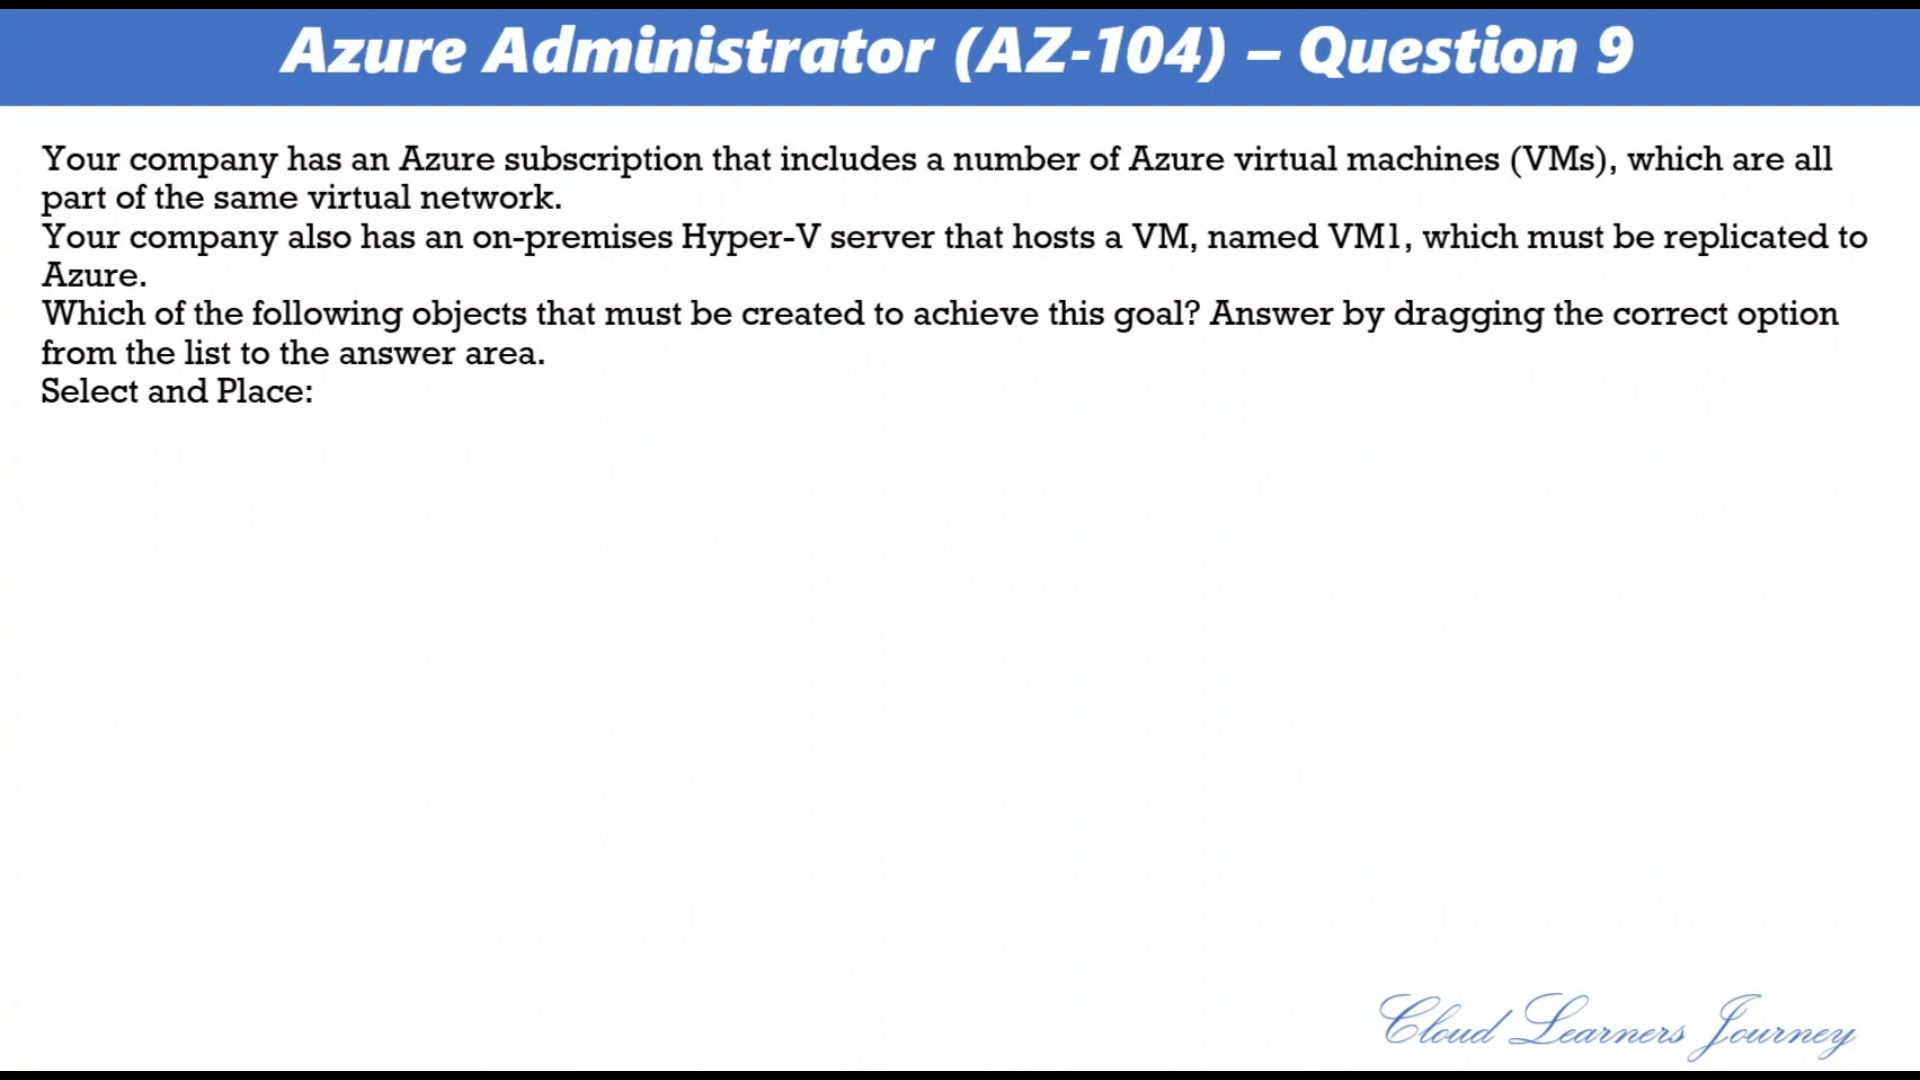 Azure Administrator (AZ-104) – Question 9
Your company has an Azure subscription that includes a number of Azure virtual machines (VMs), which are all
part of the same virtual network.
Your company also has an on-premises Hyper-V server that hosts a VM, named VM1, which must be replicated to
Azure.
Which of the following objects that must be created to achieve this goal? Answer by dragging the correct option
from the list to the answer area.
Select and Place:
Cloud Learners Journey